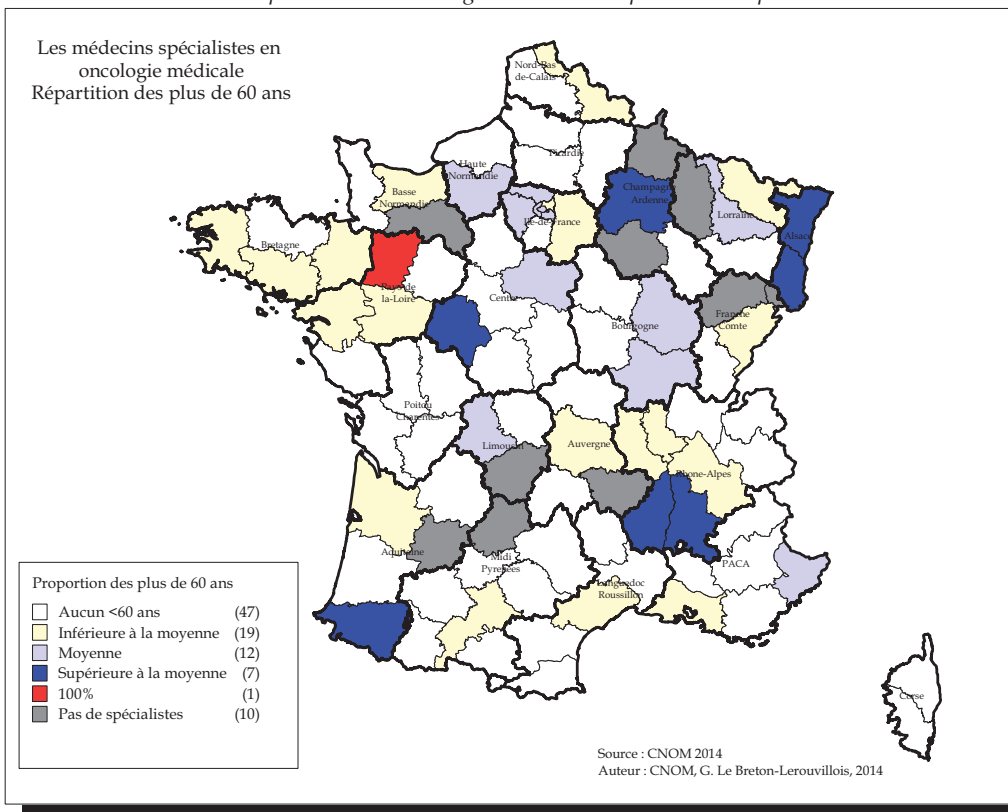 Les médecins spécialistes en
oncologie médicale
Répartition des plus de 60 ans
Nord-Pas
de-Calais
Picardie
Haute
Normandie
Basse
Normandie
Champagne
Ardenne
Lorraine
Alsace
Ile-de-France
Bretagne
Pays de
la-Loire
Centre
Bourgogne
Franche
Comte
Poitou
Charentes
Limousin
Auvergne
Rhone-Alpes
Aquitaine
Midi
Pyrenées
Languedoc
Roussillon
PACA
Corse
Proportion des plus de 60 ans
Aucun <60 ans (47)
Inférieure à la moyenne (19)
Moyenne (12)
Supérieure à la moyenne (7)
100% (1)
Pas de spécialistes (10)
Source : CNOM 2014
Auteur : CNOM, G. Le Breton-Lerouvillois, 2014